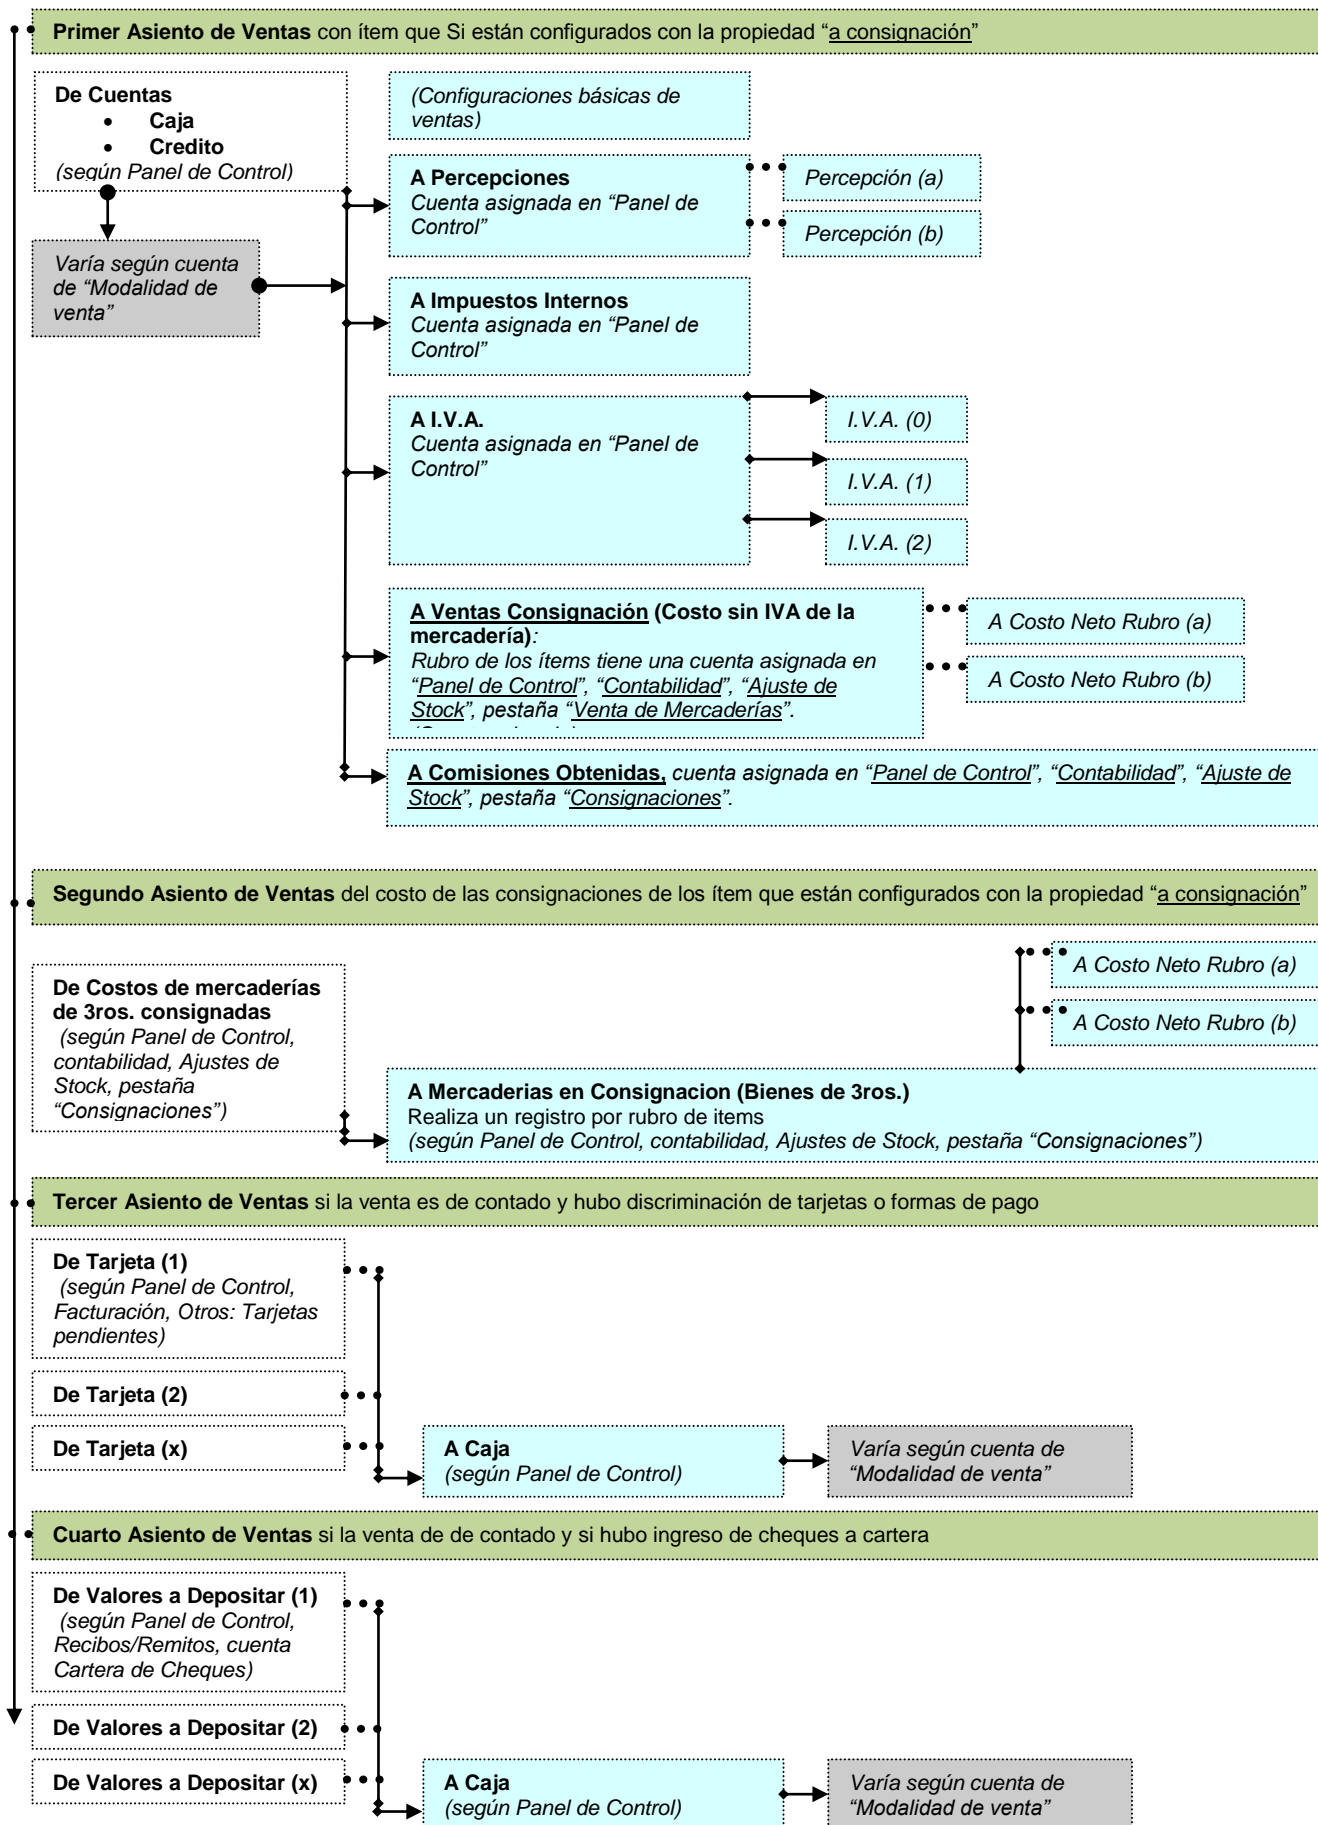 Primer Asiento de Ventas con ítem que Si están configurados con la propiedad “a consignación”
De Cuentas
• Caja
• Credito
(según Panel de Control)
Varía según cuenta
de “Modalidad de
venta”
(Configuraciones básicas de
ventas)
A Percepciones
Cuenta asignada en “Panel de
Control”
Percepción (a)
Percepción (b)
A Impuestos Internos
Cuenta asignada en “Panel de
Control”
A I.V.A.
Cuenta asignada en “Panel de
Control”
I.V.A. (0)
I.V.A. (1)
I.V.A. (2)
A Ventas Consignación (Costo sin IVA de la
mercadería):
Rubro de los ítems tiene una cuenta asignada en
“Panel de Control”, “Contabilidad”, “Ajuste de
Stock”, pestaña “Venta de Mercaderías”.
A Costo Neto Rubro (a)
A Costo Neto Rubro (b)
A Comisiones Obtenidas, cuenta asignada en “Panel de Control”, “Contabilidad”, “Ajuste de
Stock”, pestaña “Consignaciones”.
Segundo Asiento de Ventas del costo de las consignaciones de los ítem que están configurados con la propiedad “a consignación”
De Costos de mercaderías
de 3ros. consignadas
(según Panel de Control,
contabilidad, Ajustes de
Stock, pestaña
“Consignaciones”)
A Costo Neto Rubro (a)
A Costo Neto Rubro (b)
A Mercaderias en Consignacion (Bienes de 3ros.)
Realiza un registro por rubro de items
(según Panel de Control, contabilidad, Ajustes de Stock, pestaña “Consignaciones”)
Tercer Asiento de Ventas si la venta es de contado y hubo discriminación de tarjetas o formas de pago
De Tarjeta (1)
(según Panel de Control,
Facturación, Otros: Tarjetas
pendientes)
De Tarjeta (2)
De Tarjeta (x)
A Caja
(según Panel de Control)
Varía según cuenta de
“Modalidad de venta”
Cuarto Asiento de Ventas si la venta de de contado y si hubo ingreso de cheques a cartera
De Valores a Depositar (1)
(según Panel de Control,
Recibos/Remitos, cuenta
Cartera de Cheques)
De Valores a Depositar (2)
De Valores a Depositar (x)
A Caja
(según Panel de Control)
Varía según cuenta de
“Modalidad de venta”